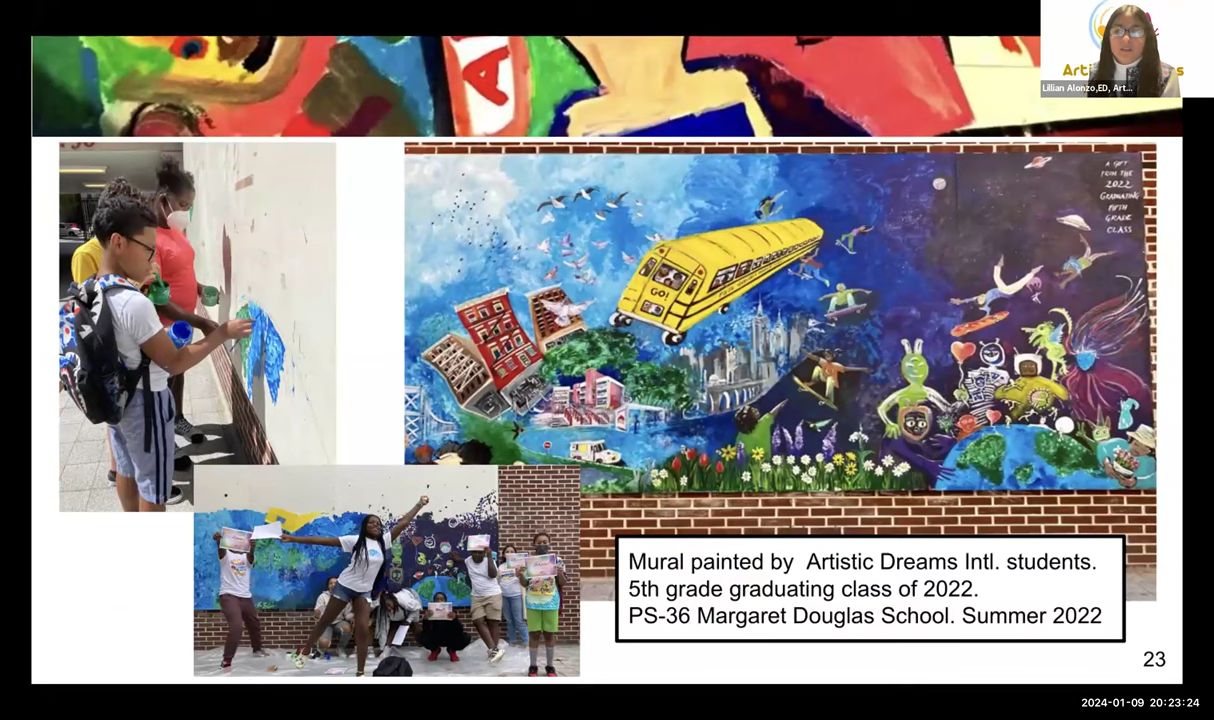 Arti
s
Lillian Alonzo,ED, Art...
A GIFT
FROM THE
2022
GRADUATING
FIFTH
GRADE
CLASS
GO!
Mural painted by Artistic Dreams Intl. students.
5th grade graduating class of 2022.
PS-36 Margaret Douglas School. Summer 2022
23
2024-01-09 20:23:24